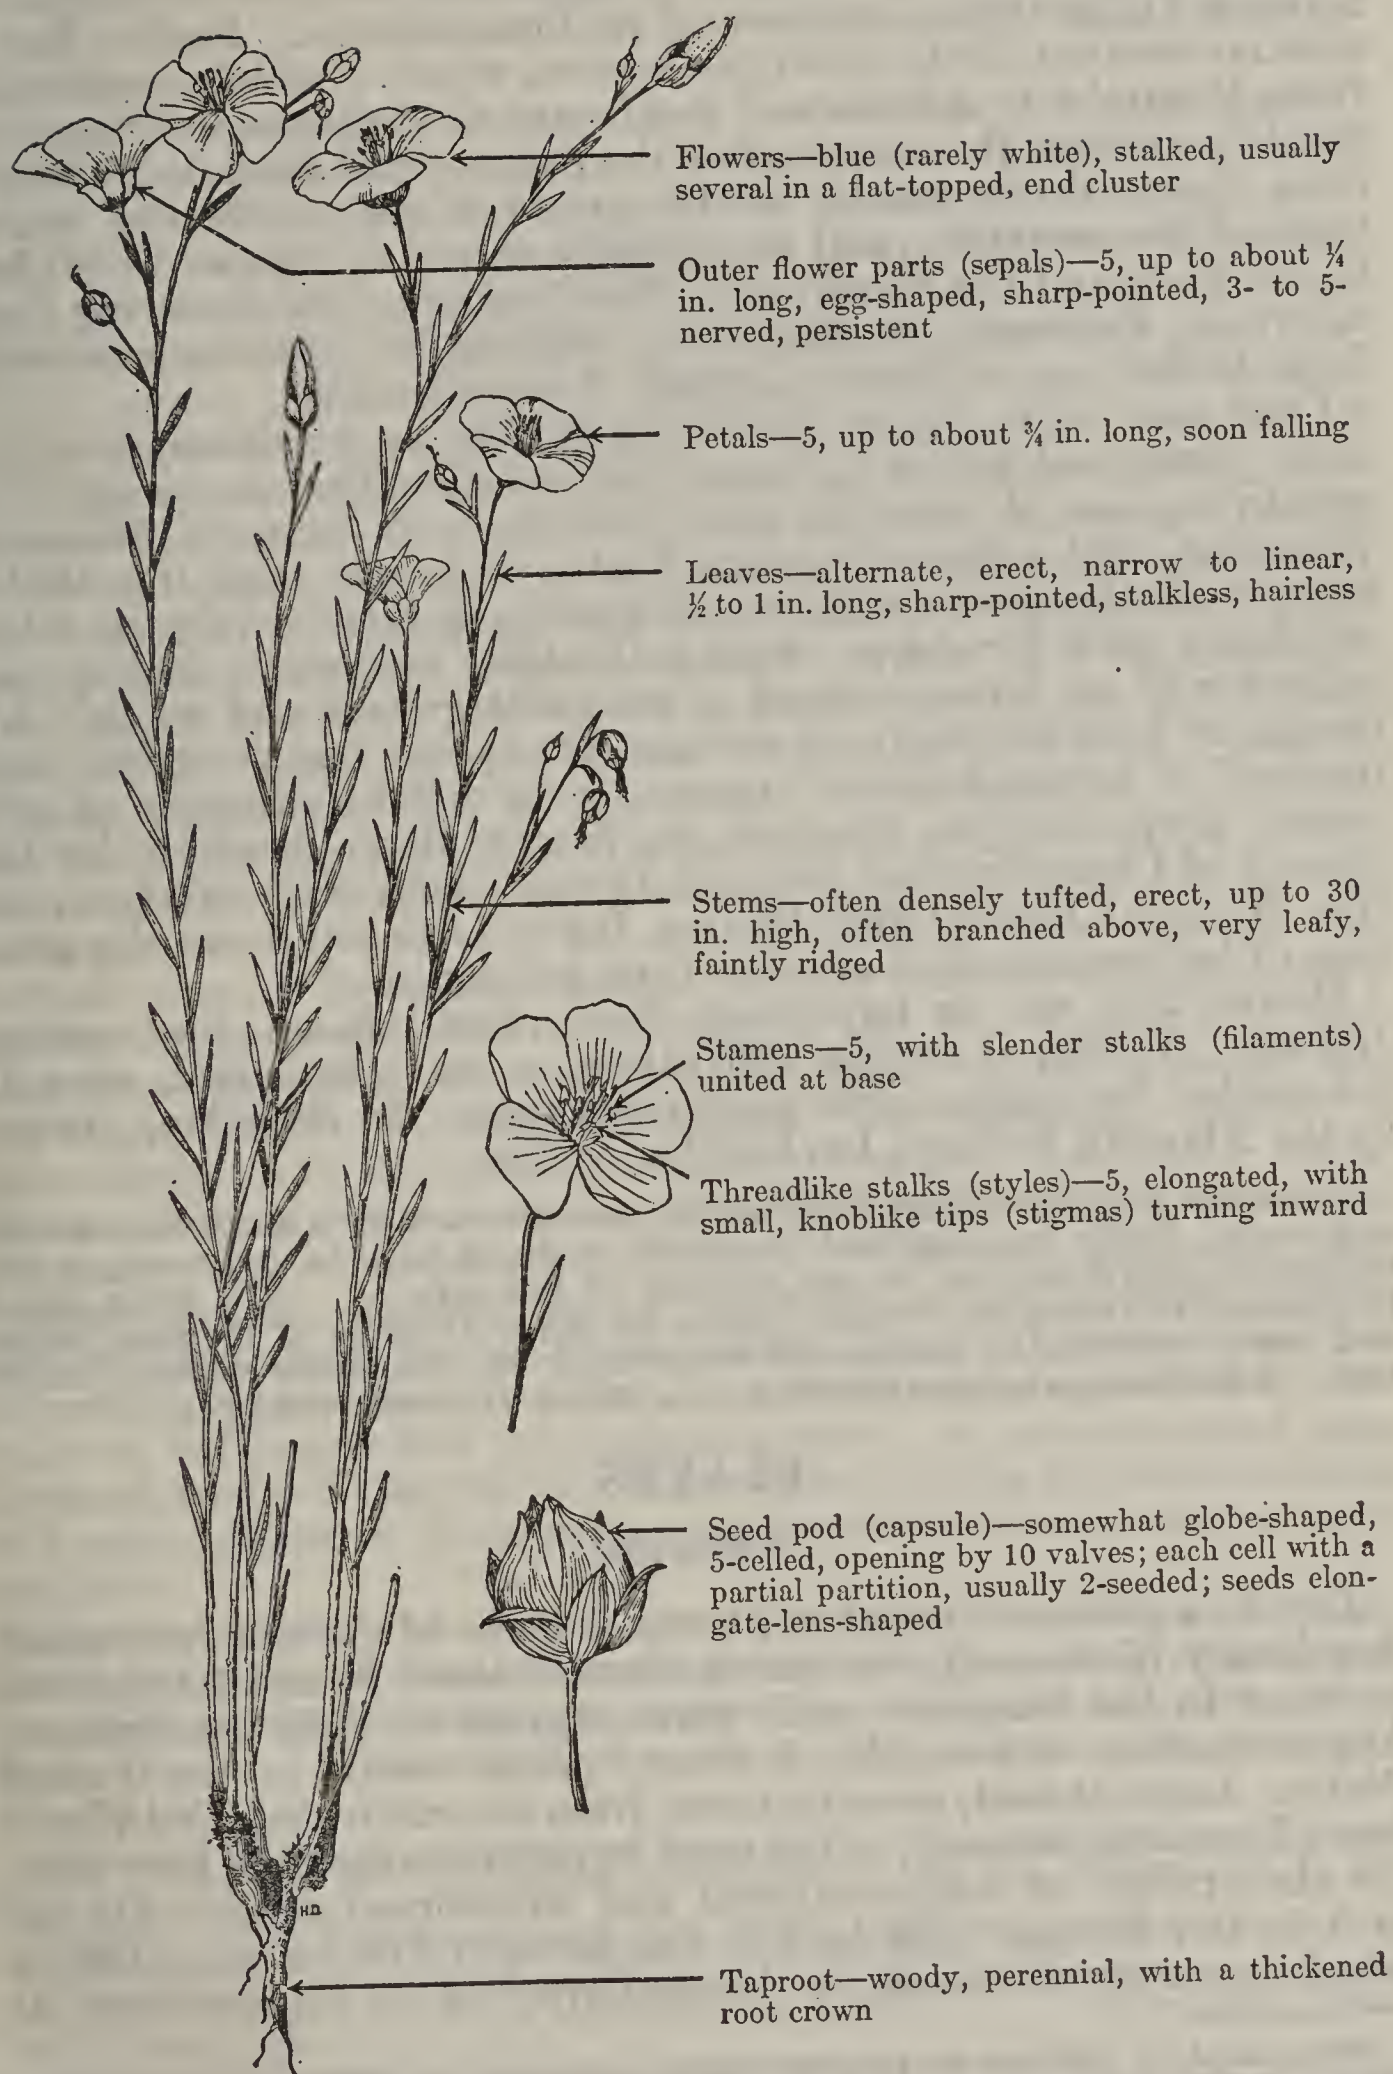 Flowers—blue (rarely white), stalked, usually
several in a flat-topped, end cluster
Outer flower parts (sepals)—5, up to about ¼
in. long, egg-shaped, sharp-pointed, 3- to 5-
nerved, persistent
Petals—5, up to about ¾ in. long, soon falling
Leaves—alternate, erect, narrow to linear,
½ to 1 in. long, sharp-pointed, stalkless, hairless
Stems—often densely tufted, erect, up to 30
in. high, often branched above, very leafy,
faintly ridged
Stamens—5, with slender stalks (filaments)
united at base
Threadlike stalks (styles)—5, elongated, with
small, knoblike tips (stigmas) turning inward
Seed pod (capsule)—somewhat globe-shaped,
5-celled, opening by 10 valves; each cell with a
partial partition, usually 2-seeded; seeds elon-
gate-lens-shaped
H.D.
Taproot—woody, perennial, with a thickened
root crown